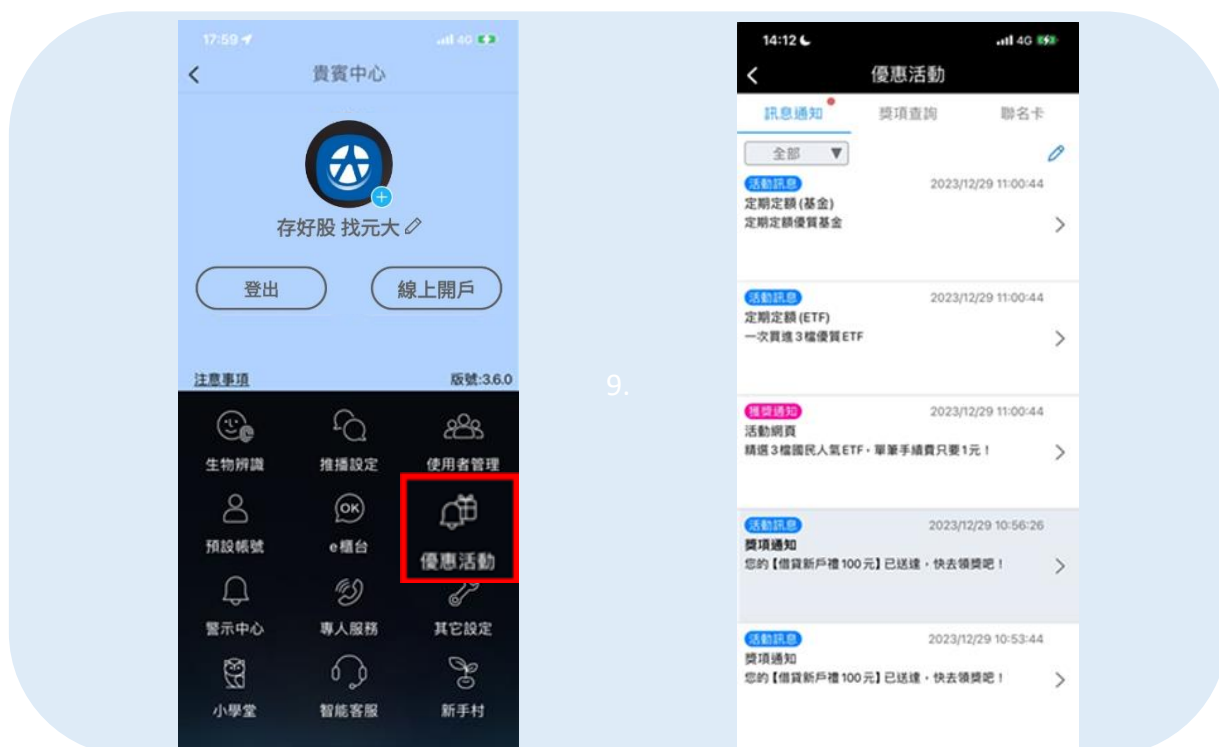 17:59
4G
貴賓中心
存好股 找元大
登出
線上開戶
注意事項
版號:3.6.0
生物辨識
推播設定
使用者管理
預設帳號
OK
e櫃台
優惠活動
警示中心
專人服務
其它設定
小學堂
智能客服
新手村
9.
14:12
4G
優惠活動
訊息通知
獎項查詢
聯名卡
全部 ▼
活動訊息 2023/12/29 11:00:44
定期定額 (基金)
定期定額優質基金
活動訊息 2023/12/29 11:00:44
定期定額 (ETF)
一次買進3檔優質ETF
獲獎通知 2023/12/29 11:00:44
活動網頁
精選3檔國民人氣ETF,單筆手續費只要1元!
活動訊息 2023/12/29 10:56:26
獎項通知
您的【借貸新戶禮100元】已送達,快去領獎吧!
活動訊息 2023/12/29 10:53:44
獎項通知
您的【借貸新戶禮100元】已送達,快去領獎吧!